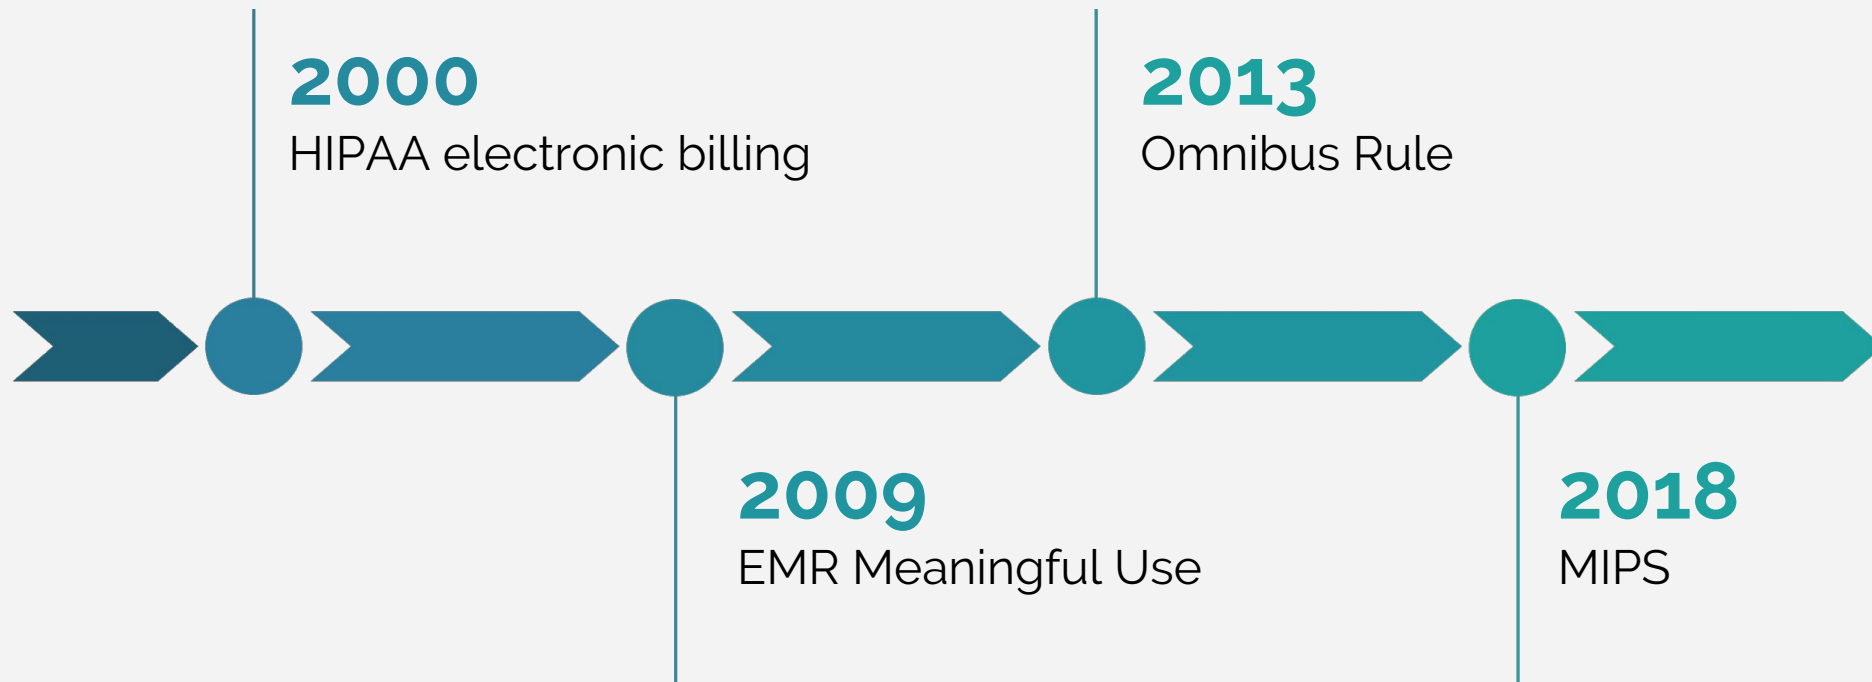 2000
HIPAA electronic billing
2009
EMR Meaningful Use
2013
Omnibus Rule
2018
MIPS